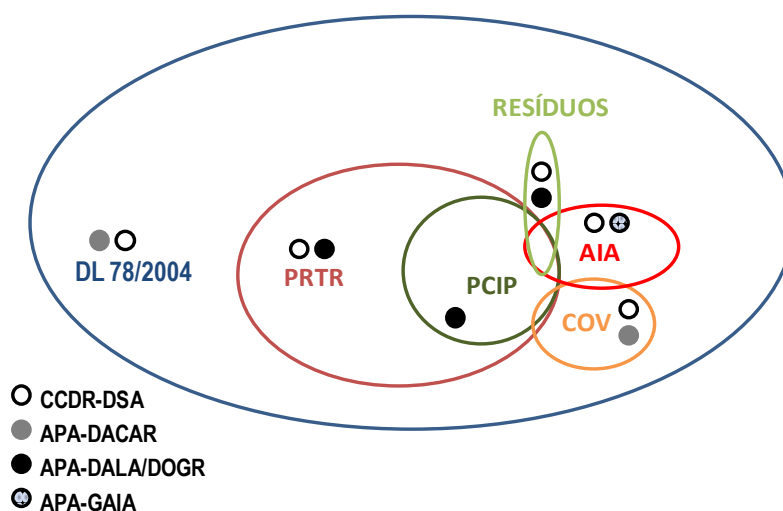 RESÍDUOS
AIA
DL 78/2004
PRTR
PCIP
COV
CCDR-DSA
APA-DACAR
APA-DALA/DOGR
APA-GAIA